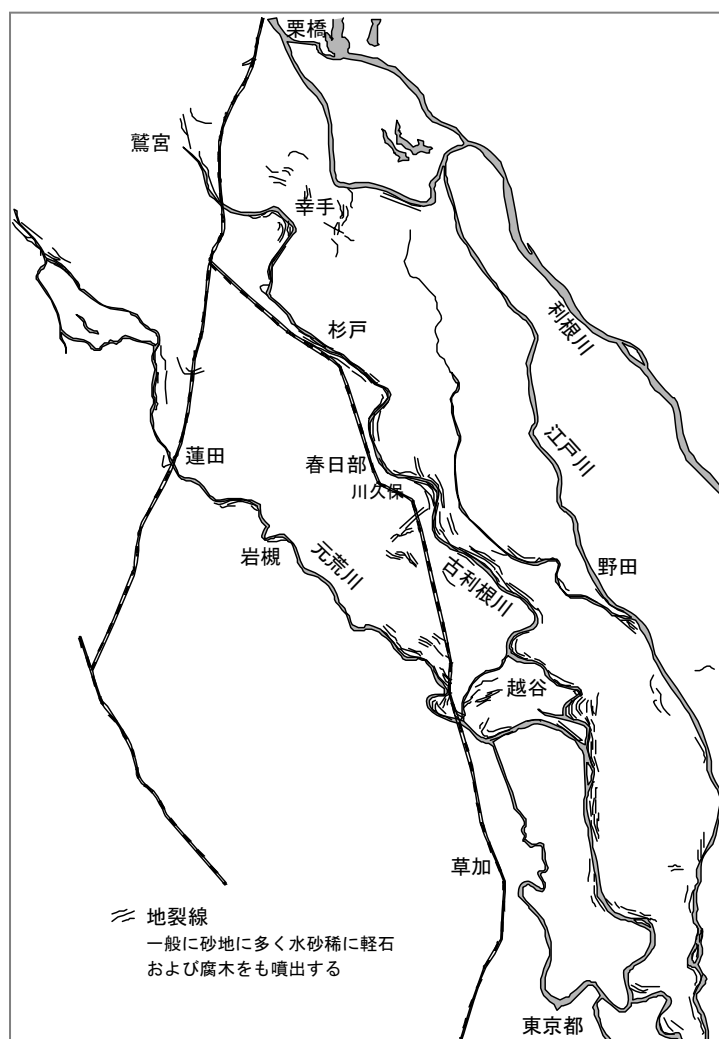 栗橋
鷲宮
幸手
利根川
杉戸
江戸川
蓮田
春日部
川久保
岩槻
元荒川
古利根川
野田
越谷
草加
地裂線
一般に砂地に多く水砂稀に軽石
および腐木をも噴出する
東京都